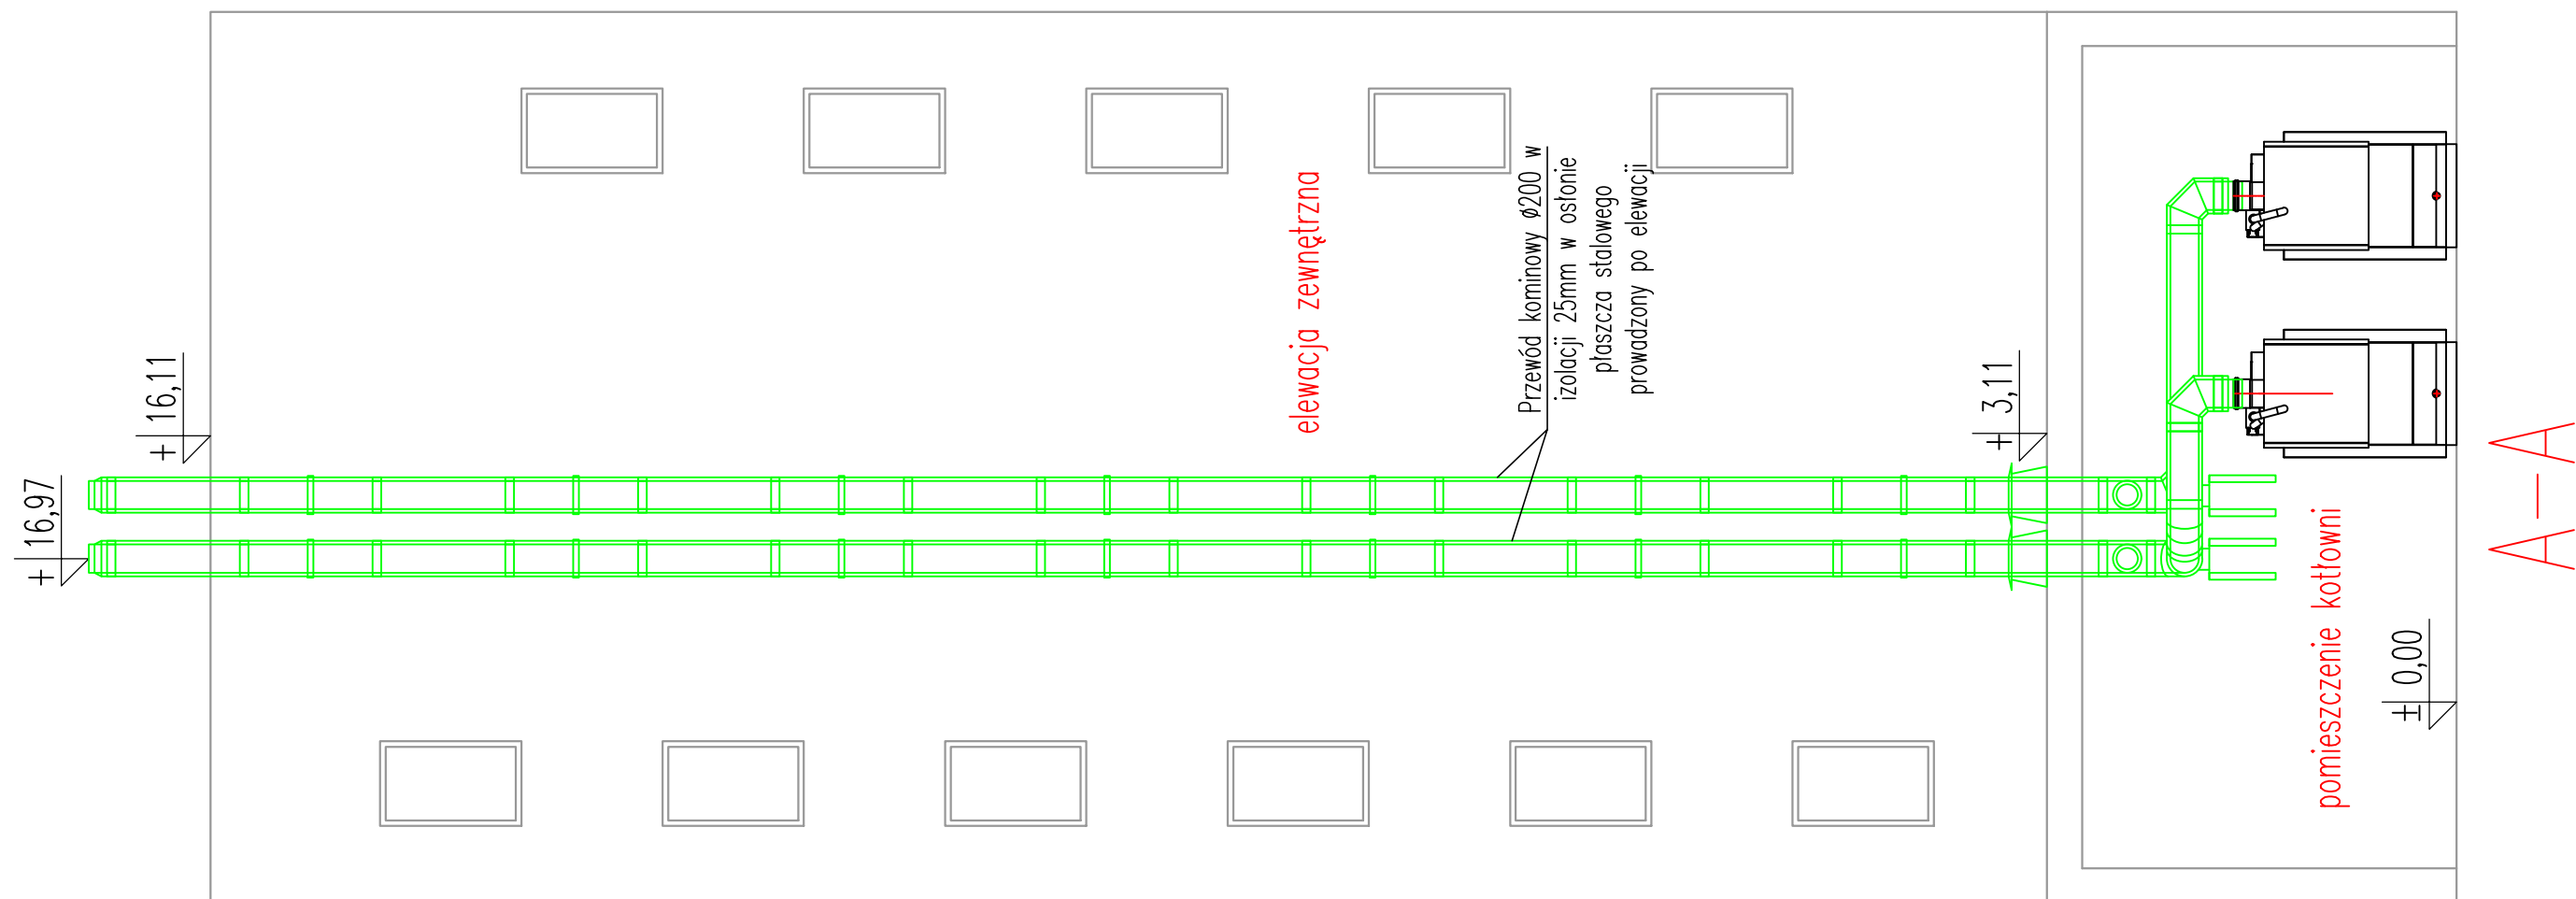 + 16,97
+ 16,11
elewacja zewnętrzna
Przewód kominowy ø200 w
izolacji 25mm w osłonie
płaszcza stalowego
prowadzony po elewacji
+ 3,11
pomieszczenie kotłowni
± 0,00
A-A